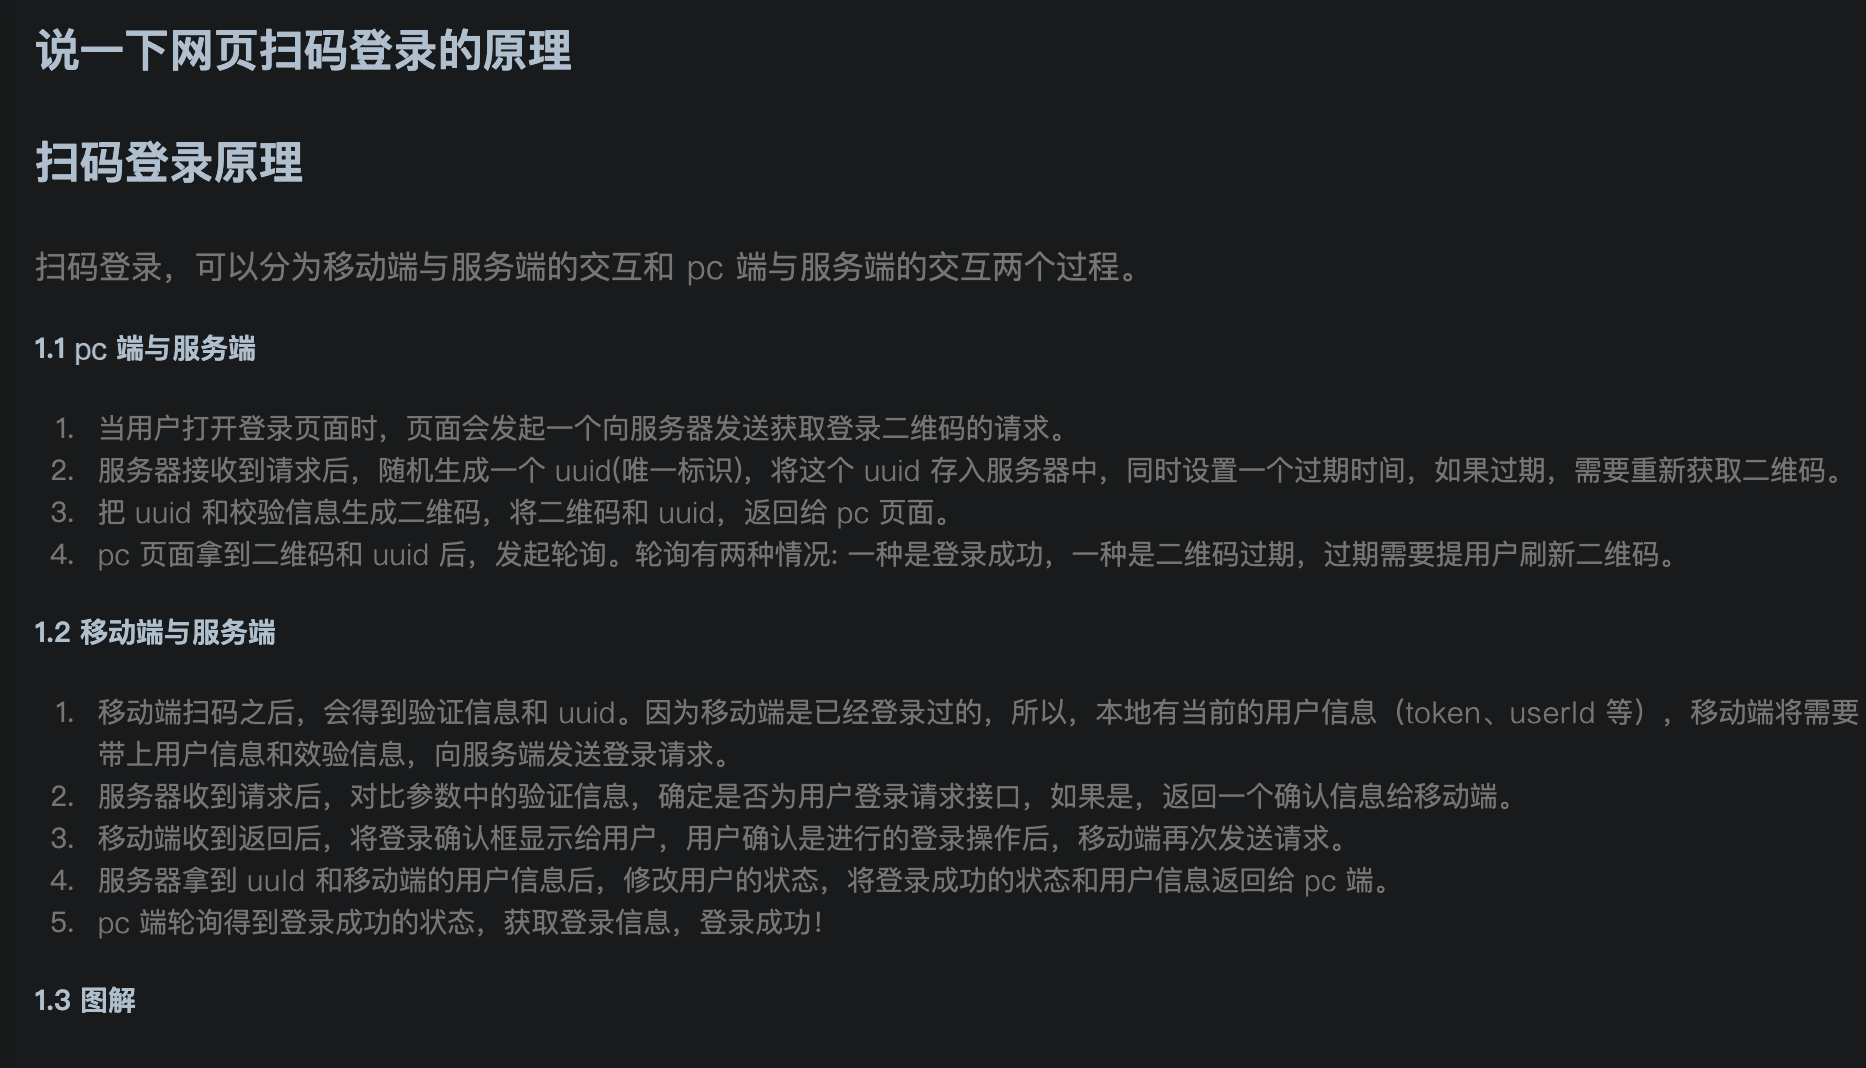 说一下网页扫码登录的原理
扫码登录原理
扫码登录，可以分为移动端与服务端的交互和 pc 端与服务端的交互两个过程。
1.1 pc 端与服务端
1. 当用户打开登录页面时，页面会发起一个向服务器发送获取登录二维码的请求。
2. 服务器接收到请求后，随机生成一个 uuid(唯一标识)，将这个 uuid 存入服务器中，同时设置一个过期时间，如果过期，需要重新获取二维码。
3. 把 uuid 和校验信息生成二维码，将二维码和 uuid，返回给 pc 页面。
4. pc 页面拿到二维码和 uuid 后，发起轮询。轮询有两种情况: 一种是登录成功，一种是二维码过期，过期需要提用户刷新二维码。
1.2 移动端与服务端
1. 移动端扫码之后，会得到验证信息和 uuid。因为移动端是已经登录过的，所以，本地有当前的用户信息（token、userId 等），移动端将需要
带上用户信息和效验信息，向服务端发送登录请求。
2. 服务器收到请求后，对比参数中的验证信息，确定是否为用户登录请求接口，如果是，返回一个确认信息给移动端。
3. 移动端收到返回后，将登录确认框显示给用户，用户确认是进行的登录操作后，移动端再次发送请求。
4. 服务器拿到 uuId 和移动端的用户信息后，修改用户的状态，将登录成功的状态和用户信息返回给 pc 端。
5. pc 端轮询得到登录成功的状态，获取登录信息，登录成功！
1.3 图解